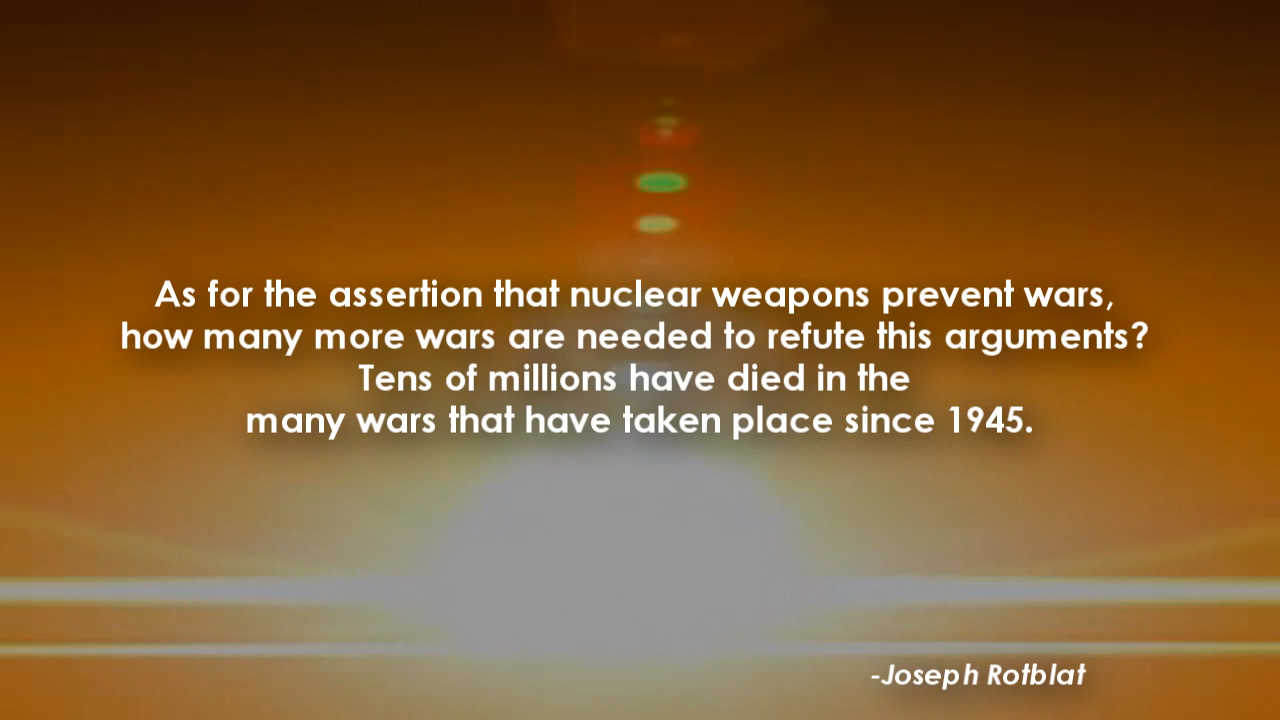 As for the assertion that nuclear weapons prevent wars,
how many more wars are needed to refute this arguments?
Tens of millions have died in the
many wars that have taken place since 1945.
-Joseph Rotblat